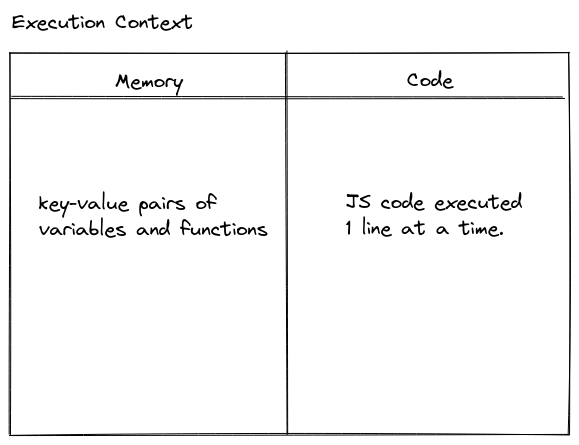 Execution Context
Memory
Code
key-value pairs of
variables and functions
JS code executed
1 line at a time.